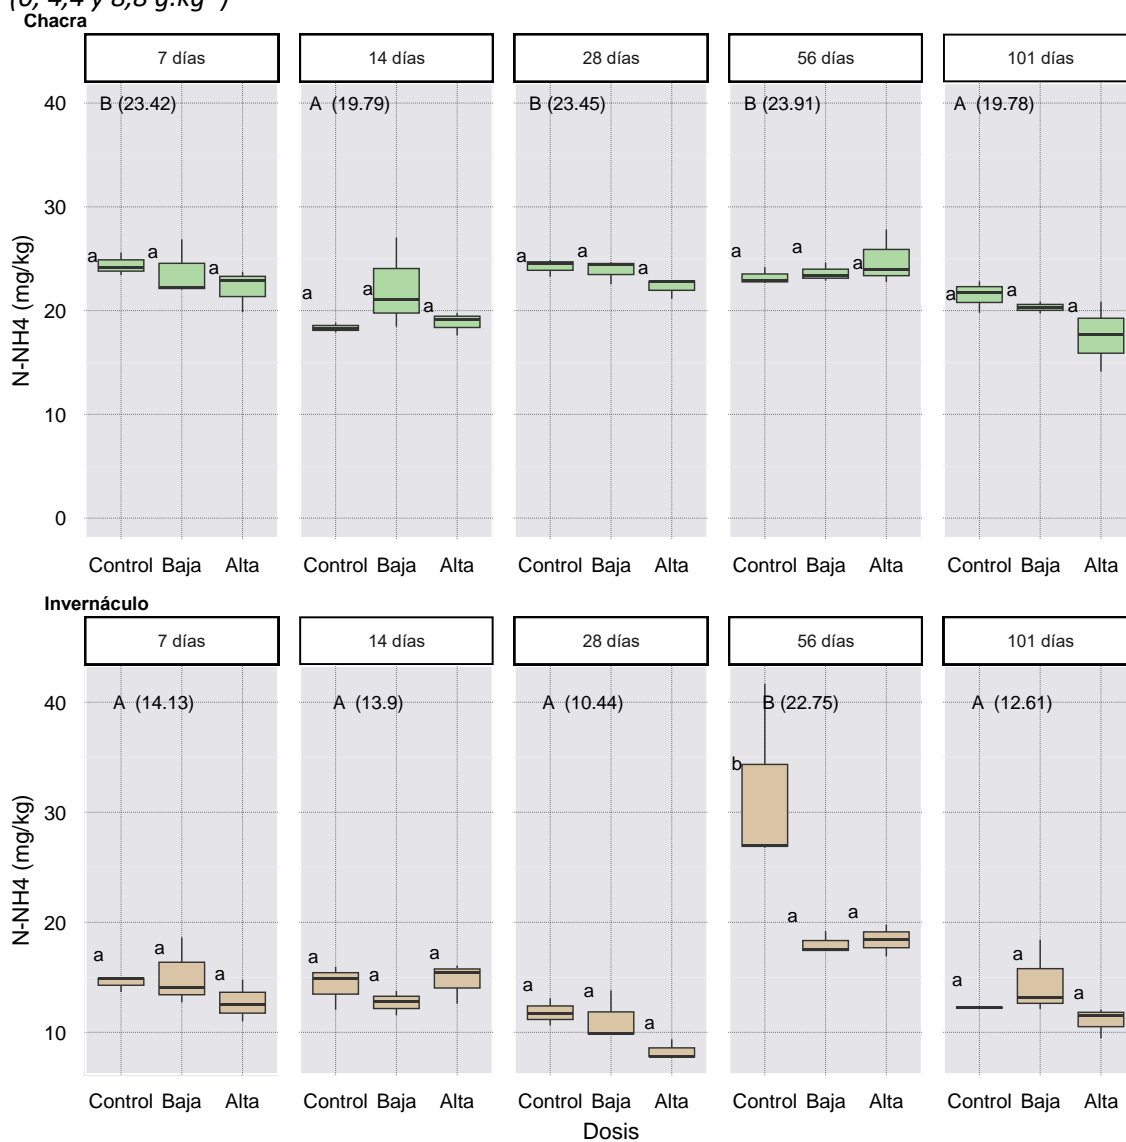 (0, 4,4 y 8,8 g.kg⁻¹)
Chacra
7 días 14 días 28 días 56 días 101 días
B (23.42) A (19.79) B (23.45) B (23.91) A (19.78)
40
30
a a a a a a a a a a a a a a a
20
10
0
N-NH4 (mg/kg)
Control Baja Alta Control Baja Alta Control Baja Alta Control Baja Alta Control Baja Alta
Invernáculo
7 días 14 días 28 días 56 días 101 días
A (14.13) A (13.9) A (10.44) B (22.75) A (12.61)
40
b
30
20
a a a a a a a a a a a a a a
10
N-NH4 (mg/kg)
Control Baja Alta Control Baja Alta Control Baja Alta Control Baja Alta Control Baja Alta
Dosis